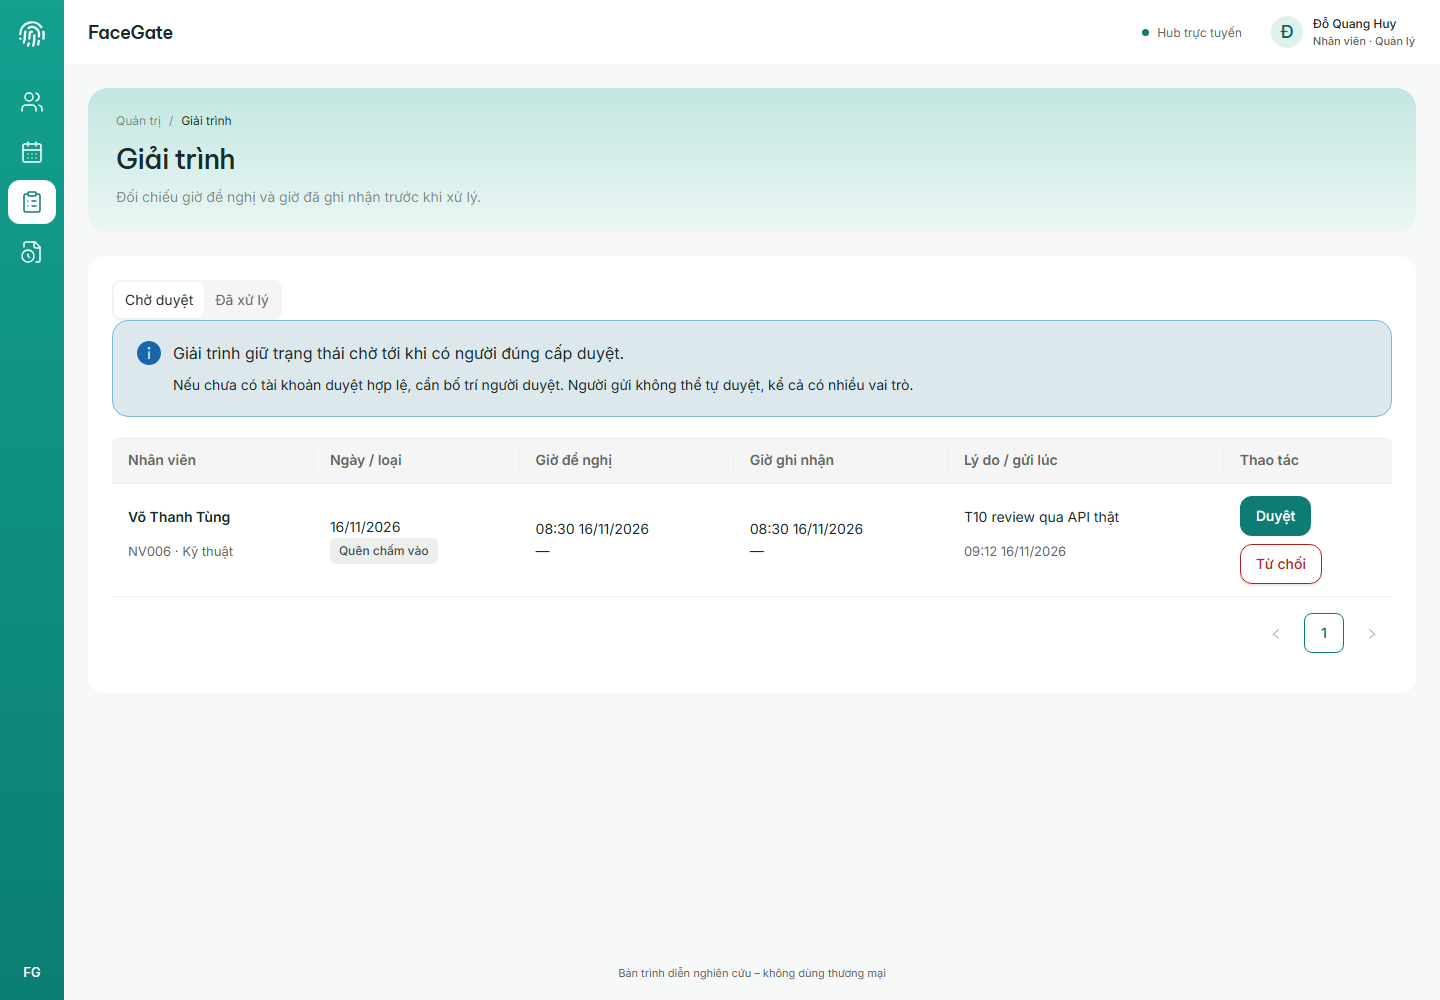 FaceGate
Hub trực tuyến
Đ
Đỗ Quang Huy
Nhân viên · Quản lý
Quản trị / Giải trình
Giải trình
Đối chiếu giờ đề nghị và giờ đã ghi nhận trước khi xử lý.
Chờ duyệt Đã xử lý
Giải trình giữ trạng thái chờ tới khi có người đúng cấp duyệt.
Nếu chưa có tài khoản duyệt hợp lệ, cần bố trí người duyệt. Người gửi không thể tự duyệt, kể cả có nhiều vai trò.
Nhân viên Ngày / loại Giờ đề nghị Giờ ghi nhận Lý do / gửi lúc Thao tác
Võ Thanh Tùng
NV006 · Kỹ thuật
16/11/2026
Quên chấm vào
08:30 16/11/2026
—
08:30 16/11/2026
—
T10 review qua API thật
09:12 16/11/2026
Duyệt
Từ chối
1
FG
Bản trình diễn nghiên cứu – không dùng thương mại